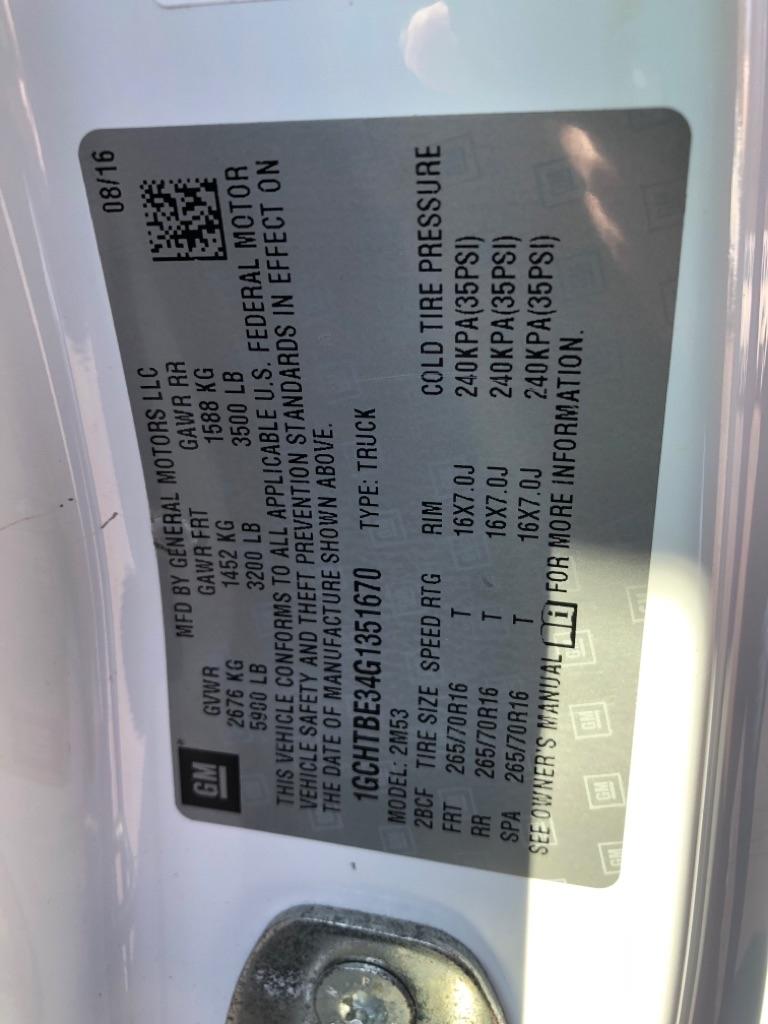 08/16
MFD BY GENERAL MOTORS LLC
GM
GVWR GAWR FRT GAWR RR
2676 KG 1452 KG 1588 KG
5900 LB 3200 LB 3500 LB
THIS VEHICLE CONFORMS TO ALL APPLICABLE U.S. FEDERAL MOTOR
VEHICLE SAFETY AND THEFT PREVENTION STANDARDS IN EFFECT ON
THE DATE OF MANUFACTURE SHOWN ABOVE.
1GCHTBE34G1351670 TYPE: TRUCK
MODEL: 2M53
2BCF TIRE SIZE SPEED RTG RIM COLD TIRE PRESSURE
FRT 265/70R16 T 16X7.0J 240KPA(35PSI)
RR 265/70R16 T 16X7.0J 240KPA(35PSI)
SPA 265/70R16 T 16X7.0J 240KPA(35PSI)
SEE OWNER'S MANUAL i FOR MORE INFORMATION.
GM
GM
GM